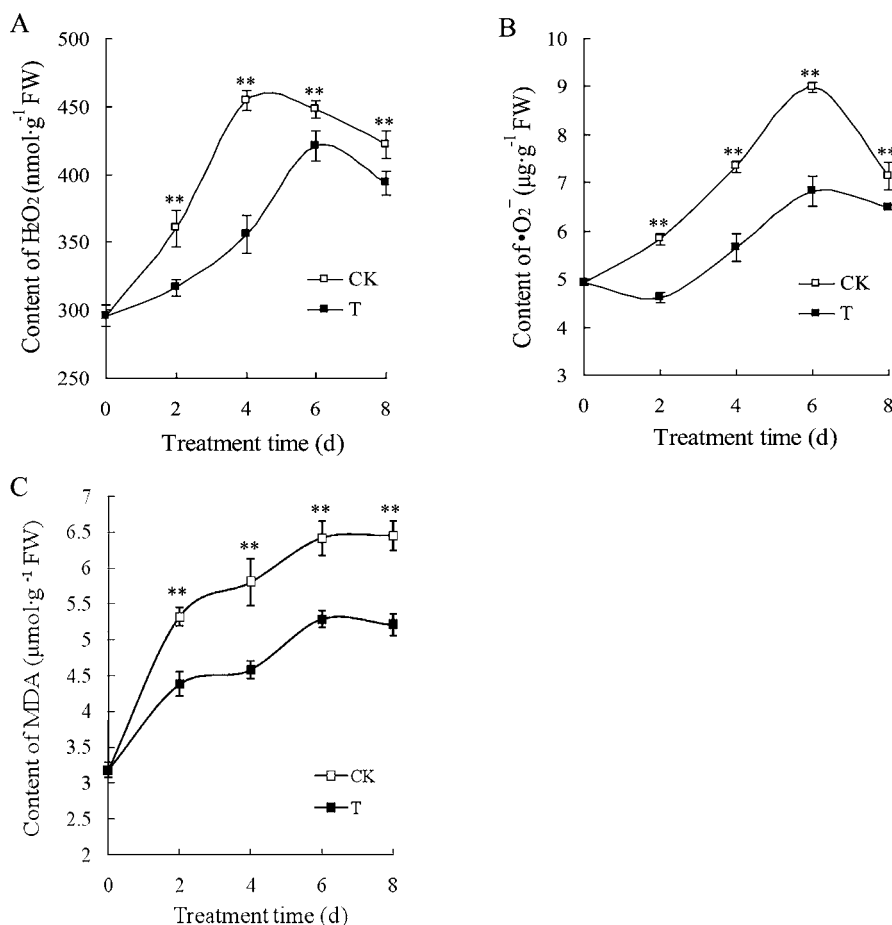 A
Content of H2O2 (nmol·g-1 FW)
500
450
400
350
300
250
**
**
**
**
CK
T
0 2 4 6 8
Treatment time (d)
B
Content of •O2− (μg·g-1 FW)
10
9
8
7
6
5
4
3
**
**
**
**
CK
T
0 2 4 6 8
Treatment time (d)
C
Content of MDA (μmol·g -1 FW)
7
6.5
6
5.5
5
4.5
4
3.5
3
2.5
2
**
**
**
**
CK
T
0 2 4 6 8
Treatment time (d)